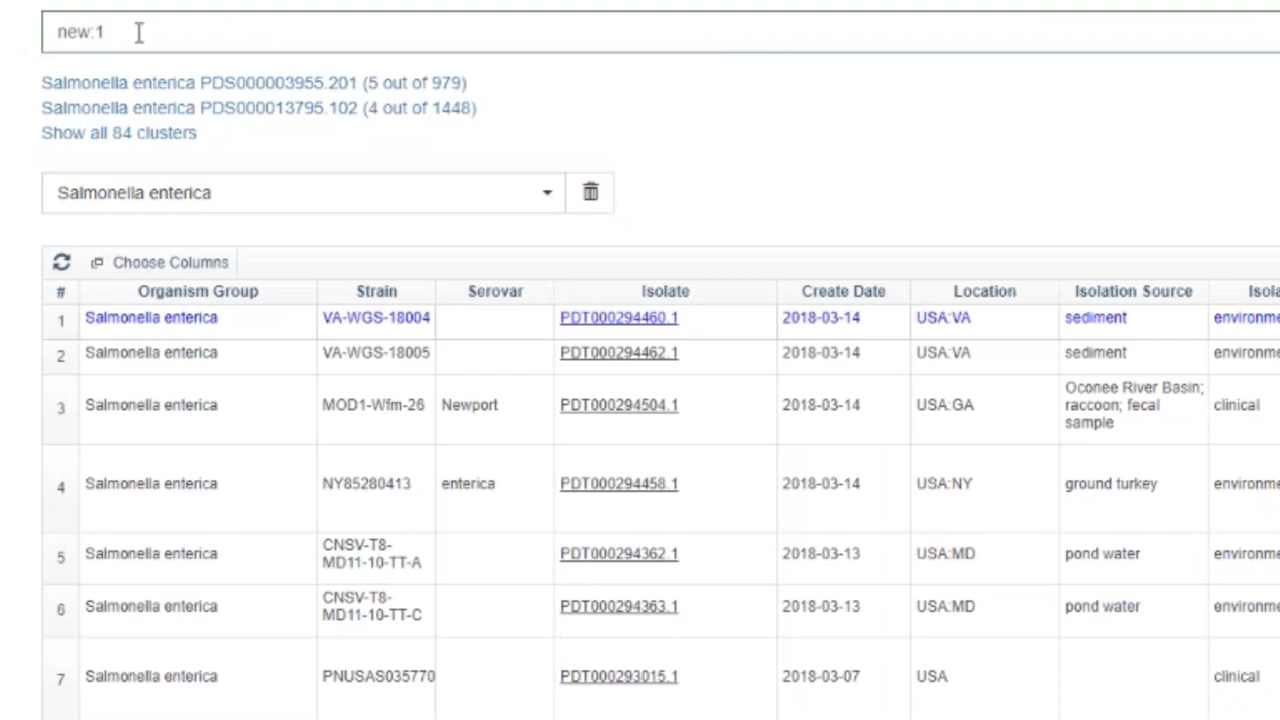 new:1
Salmonella enterica PDS000003955.201 (5 out of 979)
Salmonella enterica PDS000013795.102 (4 out of 1448)
Show all 84 clusters
Salmonella enterica
Choose Columns
# Organism Group Strain Serovar Isolate Create Date Location Isolation Source Isola
1 Salmonella enterica VA-WGS-18004 PDT000294460.1 2018-03-14 USA:VA sediment environme
2 Salmonella enterica VA-WGS-18005 PDT000294462.1 2018-03-14 USA:VA sediment environme
Oconee River Basin;
3 Salmonella enterica MOD1-Wfm-26 Newport PDT000294504.1 2018-03-14 USA:GA raccoon; fecal clinical
sample
4 Salmonella enterica NY85280413 enterica PDT000294458.1 2018-03-14 USA:NY ground turkey environme
CNSV-T8-
5 Salmonella enterica MD11-10-TT-A PDT000294362.1 2018-03-13 USA:MD pond water environme
CNSV-T8-
6 Salmonella enterica MD11-10-TT-C PDT000294363.1 2018-03-13 USA:MD pond water environme
7 Salmonella enterica PNUSAS035770 PDT000293015.1 2018-03-07 USA clinical